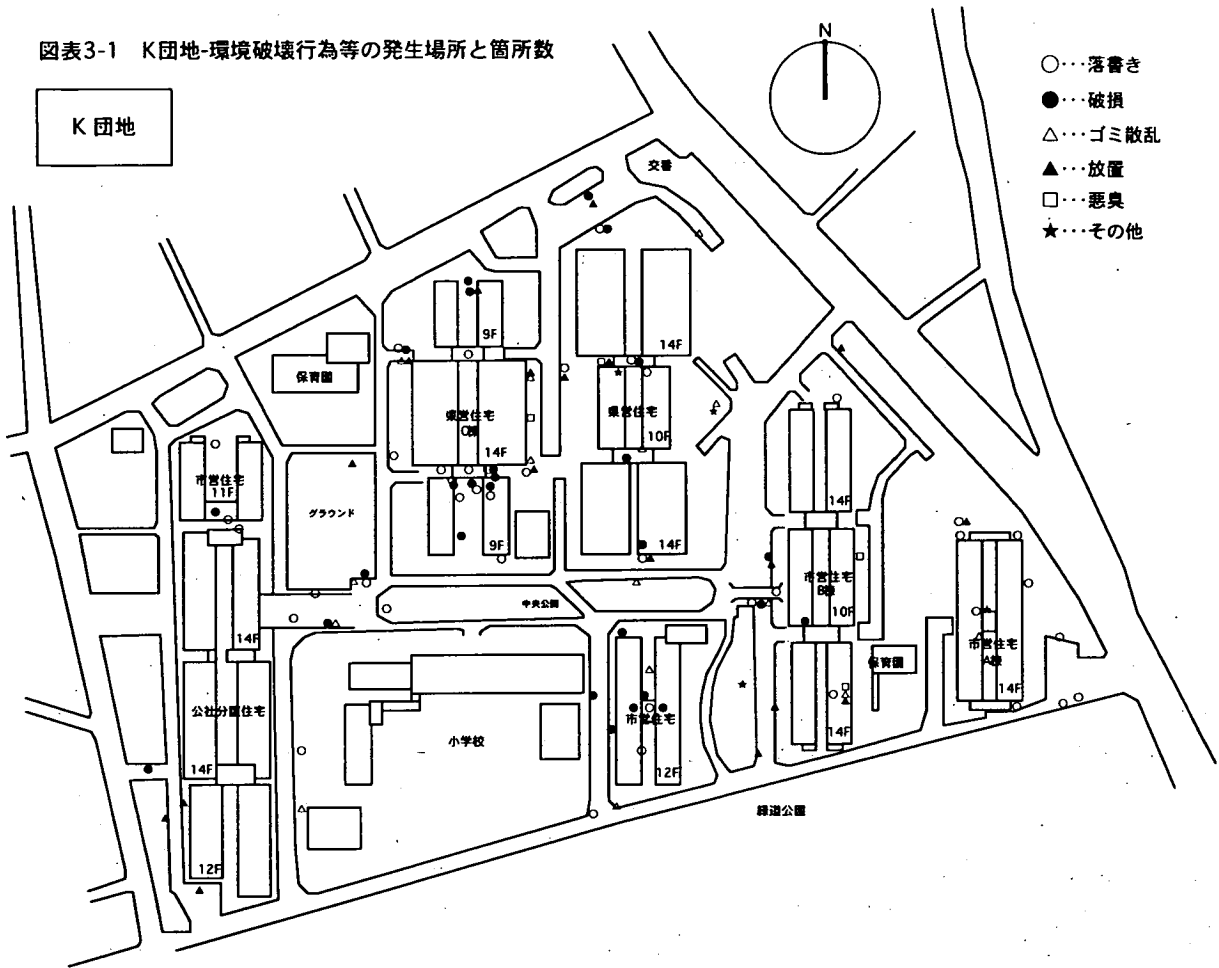 図表3-1 K団地-環境破壊行為等の発生場所と箇所数
K 団地
N
○…落書き
●…破損
△…ゴミ散乱
▲…放置
□…悪臭
★…その他
交番
9F
14F
保育園
県営住宅
C棟
14F
県営住宅
10F
市営住宅
11F
グラウンド
9F
14F
14F
市営住宅
B棟
10F
中央公園
14F
市営住宅
A棟
14F
保育園
公社分譲住宅
14F
小学校
市営住宅
12F
14F
緑道公園
12F